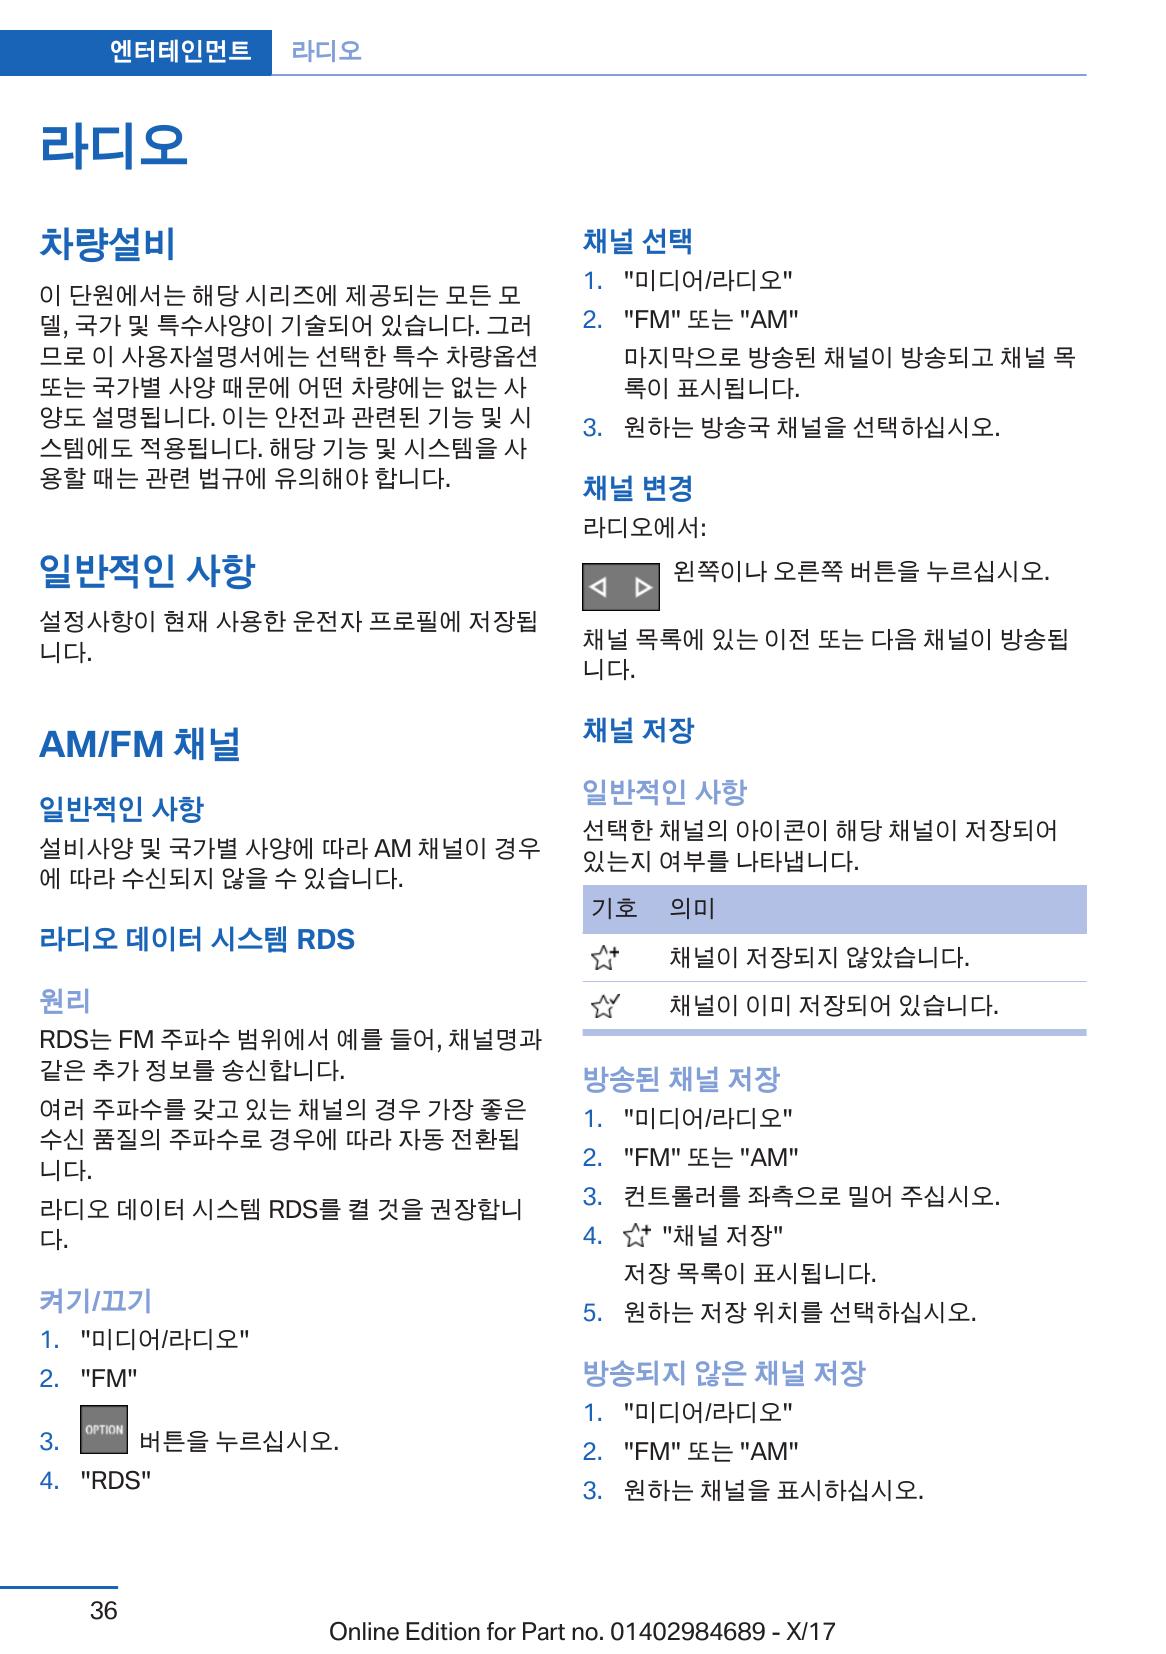 엔터테인먼트 라디오
라디오
차량설비
이 단원에서는 해당 시리즈에 제공되는 모든 모
델, 국가 및 특수사양이 기술되어 있습니다. 그러
므로 이 사용자설명서에는 선택한 특수 차량옵션
또는 국가별 사양 때문에 어떤 차량에는 없는 사
양도 설명됩니다. 이는 안전과 관련된 기능 및 시
스템에도 적용됩니다. 해당 기능 및 시스템을 사
용할 때는 관련 법규에 유의해야 합니다.
일반적인 사항
설정사항이 현재 사용한 운전자 프로필에 저장됩
니다.
AM/FM 채널
일반적인 사항
설비사양 및 국가별 사양에 따라 AM 채널이 경우
에 따라 수신되지 않을 수 있습니다.
라디오 데이터 시스템 RDS
원리
RDS는 FM 주파수 범위에서 예를 들어, 채널명과
같은 추가 정보를 송신합니다.
여러 주파수를 갖고 있는 채널의 경우 가장 좋은
수신 품질의 주파수로 경우에 따라 자동 전환됩
니다.
라디오 데이터 시스템 RDS를 켤 것을 권장합니
다.
켜기/끄기
1. "미디어/라디오"
2. "FM"
3. OPTION 버튼을 누르십시오.
4. "RDS"
채널 선택
1. "미디어/라디오"
2. "FM" 또는 "AM"
마지막으로 방송된 채널이 방송되고 채널 목
록이 표시됩니다.
3. 원하는 방송국 채널을 선택하십시오.
채널 변경
라디오에서:
왼쪽이나 오른쪽 버튼을 누르십시오.
채널 목록에 있는 이전 또는 다음 채널이 방송됩
니다.
채널 저장
일반적인 사항
선택한 채널의 아이콘이 해당 채널이 저장되어
있는지 여부를 나타냅니다.
기호 의미
채널이 저장되지 않았습니다.
채널이 이미 저장되어 있습니다.
방송된 채널 저장
1. "미디어/라디오"
2. "FM" 또는 "AM"
3. 컨트롤러를 좌측으로 밀어 주십시오.
4. "채널 저장"
저장 목록이 표시됩니다.
5. 원하는 저장 위치를 선택하십시오.
방송되지 않은 채널 저장
1. "미디어/라디오"
2. "FM" 또는 "AM"
3. 원하는 채널을 표시하십시오.
36
Online Edition for Part no. 01402984689 - X/17